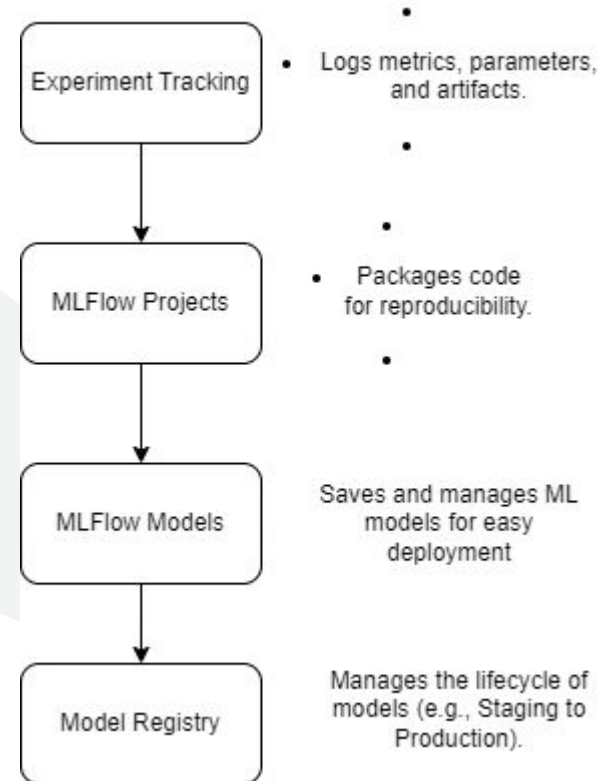 Experiment Tracking
• Logs metrics, parameters,
and artifacts.
MLFlow Projects
• Packages code
for reproducibility.
MLFlow Models
Saves and manages ML
models for easy
deployment
Model Registry
Manages the lifecycle of
models (e.g., Staging to
Production).